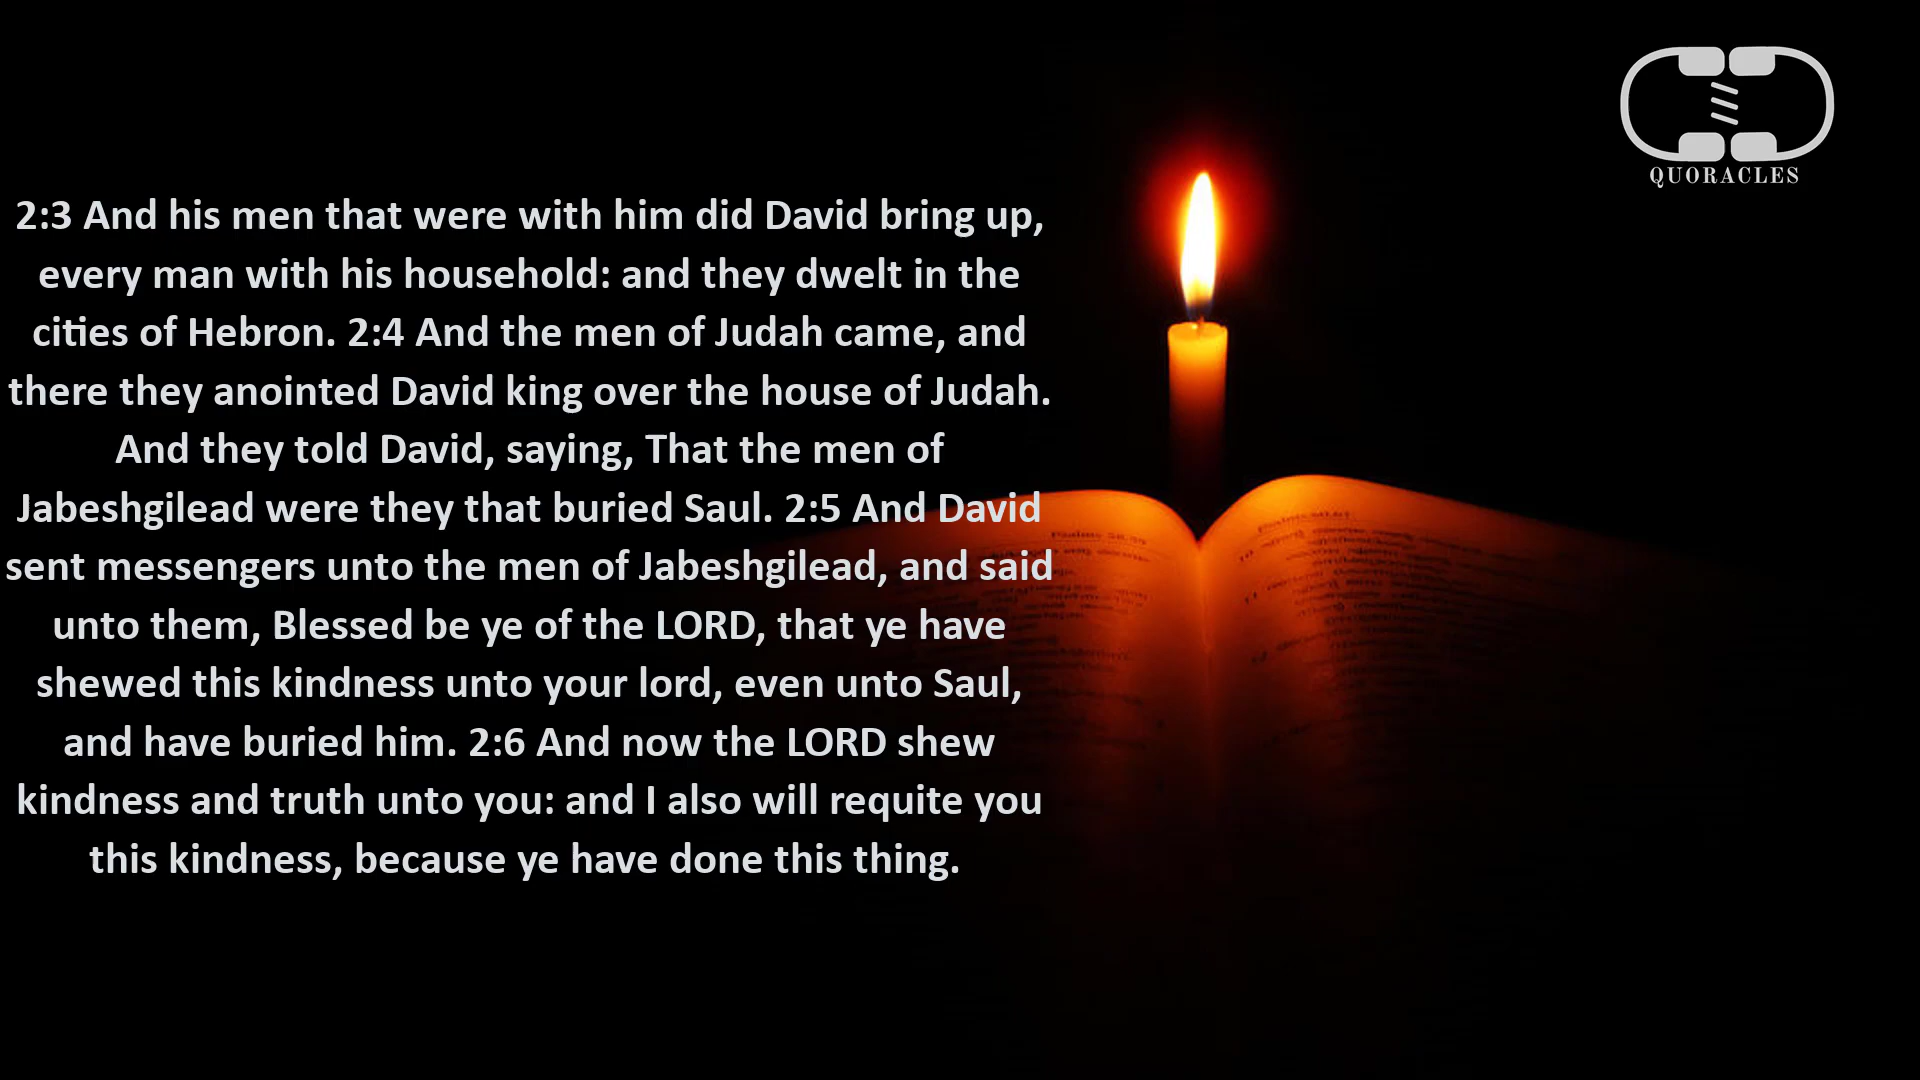 QUORACLES
2:3 And his men that were with him did David bring up,
every man with his household: and they dwelt in the
cities of Hebron. 2:4 And the men of Judah came, and
there they anointed David king over the house of Judah.
And they told David, saying, That the men of
Jabeshgilead were they that buried Saul. 2:5 And David
sent messengers unto the men of Jabeshgilead, and said
unto them, Blessed be ye of the LORD, that ye have
shewed this kindness unto your lord, even unto Saul,
and have buried him. 2:6 And now the LORD shew
kindness and truth unto you: and I also will requite you
this kindness, because ye have done this thing.